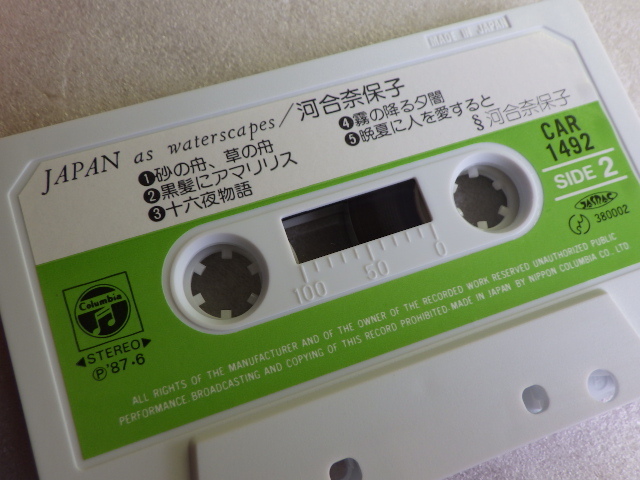 MADE IN JAPAN
JAPAN as waterscapes/河合奈保子
❶砂の舟、草の舟
❷黒髪にアマリリス
❸十六夜物語
❹霧の降る夕闇
❺晩夏に人を愛すると
§河合奈保子
CAR
1492
SIDE 2
JASRAC
380002
100
50
0
Columbia
◀STEREO▶
Ⓟ'87·6
ALL RIGHTS OF THE MANUFACTURER AND OF THE OWNER OF THE RECORDED WORK RESERVED UNAUTHORIZED PUBLIC
PERFORMANCE BROADCASTING AND COPYING OF THIS RECORD PROHIBITED MADE IN JAPAN BY NIPPON COLUMBIA CO., LTD